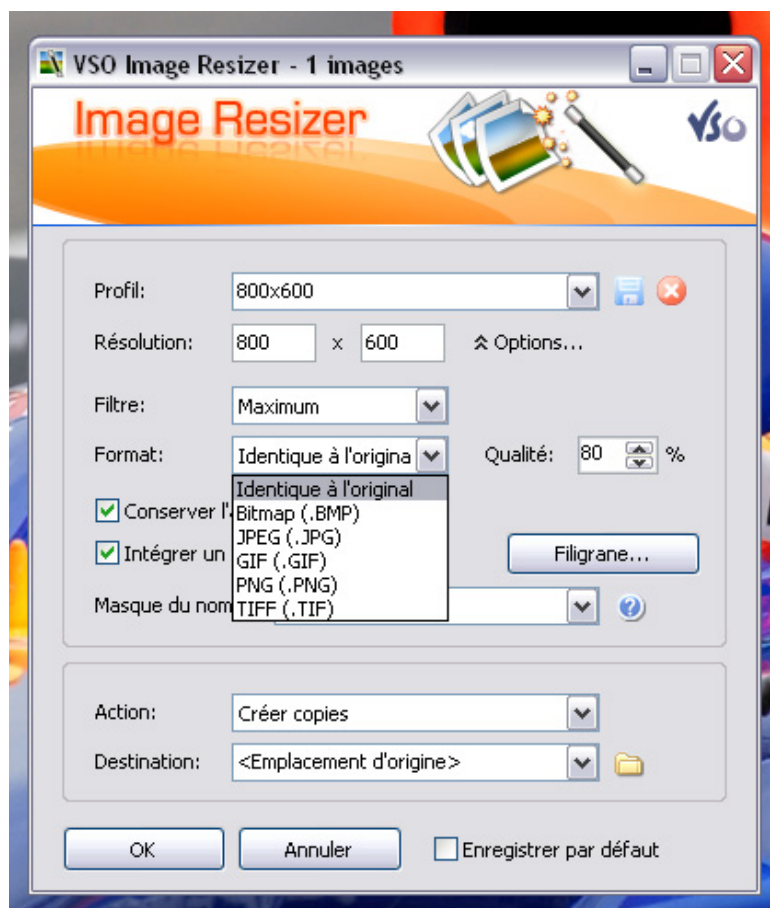 VSO Image Resizer - 1 images
Image Resizer
VSO
Profil: 800x600
Résolution: 800 x 600 Options...
Filtre: Maximum
Format: Identique à l'origina Qualité: 80 %
Identique à l'original
Conserver l' Bitmap (.BMP)
JPEG (.JPG)
Intégrer un GIF (.GIF) Filigrane...
PNG (.PNG)
Masque du nom TIFF (.TIF)
Action: Créer copies
Destination: <Emplacement d'origine>
OK Annuler Enregistrer par défaut